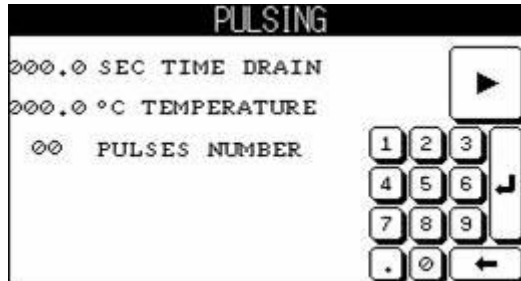 PULSING
000.0 SEC TIME DRAIN
000.0 °C TEMPERATURE
00 PULSES NUMBER
1 2 3
4 5 6
7 8 9
. 0